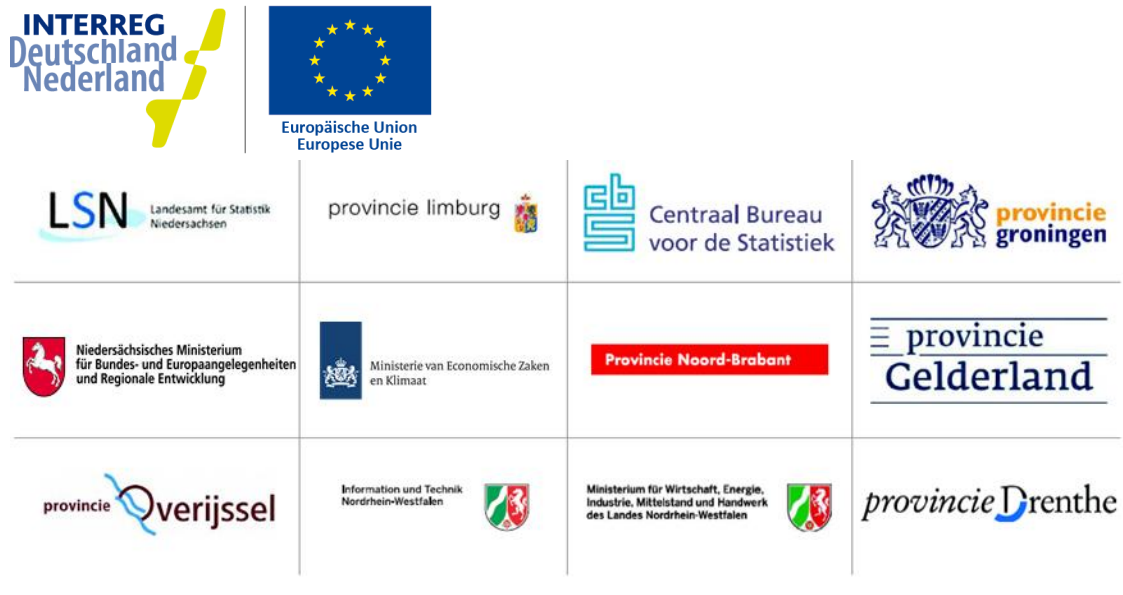 INTERREG
Deutschland
Nederland
Europäische Union
Europese Unie
LSN
Landesamt für Statistik
Niedersachsen
provincie limburg
cbs
Centraal Bureau
voor de Statistiek
provincie
groningen
Niedersächsisches Ministerium
für Bundes- und Europaangelegenheiten
und Regionale Entwicklung
Ministerie van Economische Zaken
en Klimaat
Provincie Noord-Brabant
provincie
Gelderland
provincie Overijssel
Information und Technik
Nordrhein-Westfalen
Ministerium für Wirtschaft, Energie,
Industrie, Mittelstand und Handwerk
des Landes Nordrhein-Westfalen
provincie Drenthe